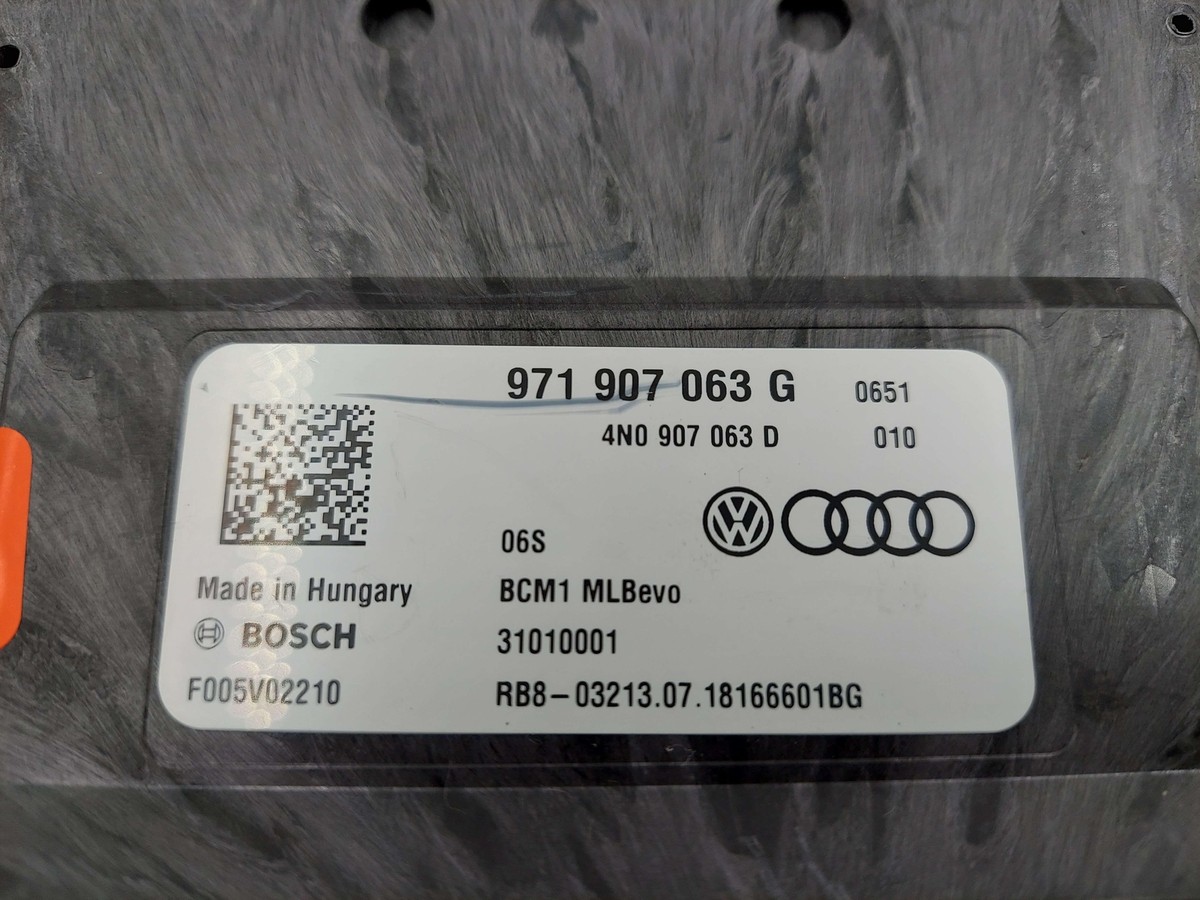 971 907 063 G 0651
4N0 907 063 D 010
06S
Made in Hungary BCM1 MLBevo
BOSCH 31010001
F005V02210 RB8-03213.07.18166601BG